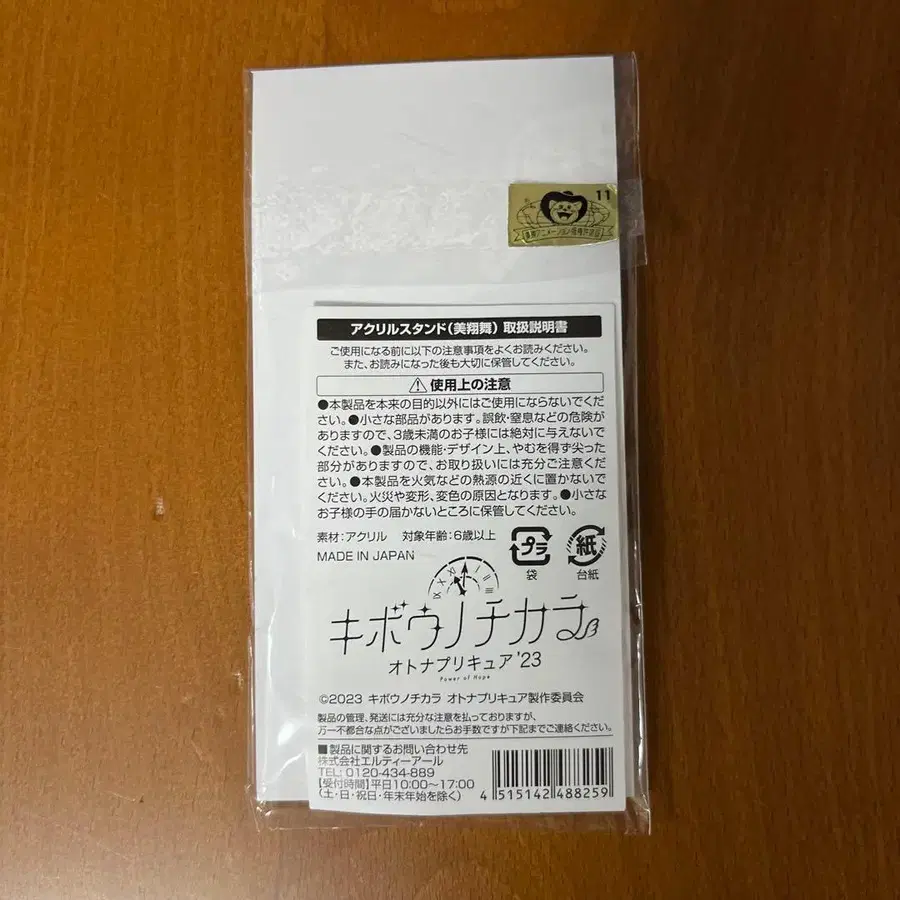 11
東映アニメーション版権許諾証
アクリルスタンド(美翔舞) 取扱説明書
ご使用になる前に以下の注意事項をよくお読みください。
また、お読みになった後も大切に保管してください。
⚠使用上の注意
●本製品を本来の目的以外にはご使用にならないでくだ
さい。●小さな部品があります。誤飲・窒息などの危険が
ありますので、3歳未満のお子様には絶対に与えないで
ください。●製品の機能・デザイン上、やむを得ず尖った
部分がありますので、お取り扱いには充分ご注意くださ
い。●本製品を火気などの熱源の近くに置かないで
ください。火災や変形、変色の原因となります。●小さな
お子様の手の届かないところに保管してください。
素材:アクリル 対象年齢:6歳以上
MADE IN JAPAN
プラ
袋
紙
台紙
IX X XI XII I II III
キボウノチカラ
オトナプリキュア'23
Power of Hope
©2023 キボウノチカラ オトナプリキュア製作委員会
製品の管理、発送には充分な注意を払っておりますが、
万一不都合な点がございましたらお手数ですが下記までご連絡ください。
■製品に関するお問い合わせ先
株式会社エルティーアール
TEL: 0120-434-889
【受付時間】平日10:00〜17:00
(土・日・祝日・年末年始を除く)
4 515142 488259